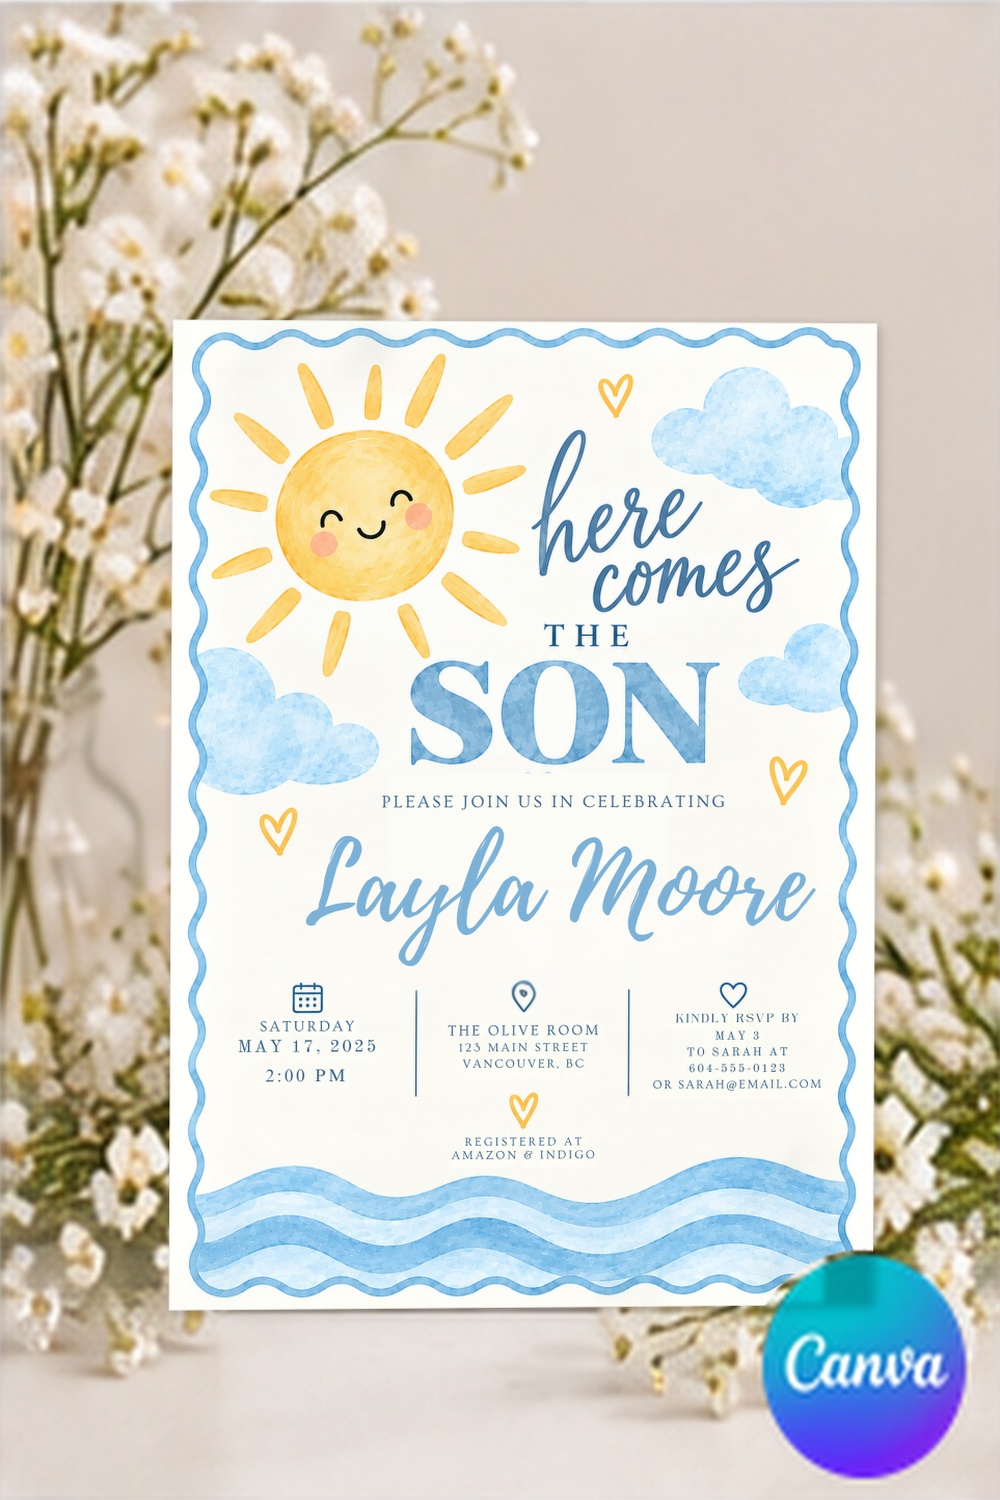 here
comes
THE
SON
PLEASE JOIN US IN CELEBRATING
Layla Moore
SATURDAY
MAY 17, 2025
2:00 PM
THE OLIVE ROOM
123 MAIN STREET
VANCOUVER, BC
KINDLY RSVP BY
MAY 3
TO SARAH AT
604-555-0123
OR SARAH@EMAIL.COM
REGISTERED AT
AMAZON & INDIGO
Canva